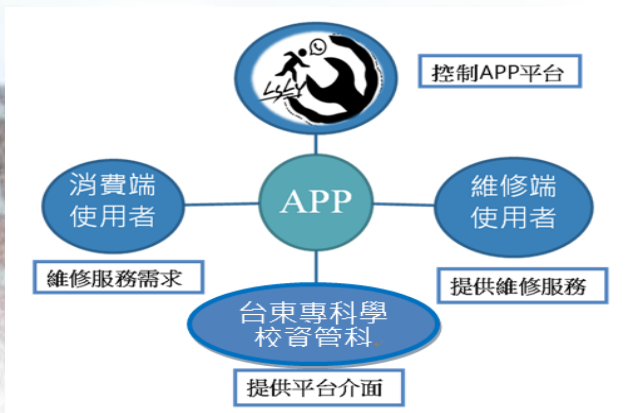 控制APP平台
消費端
使用者
APP
維修端
使用者
維修服務需求
提供維修服務
台東專科學
校資管科
提供平台介面